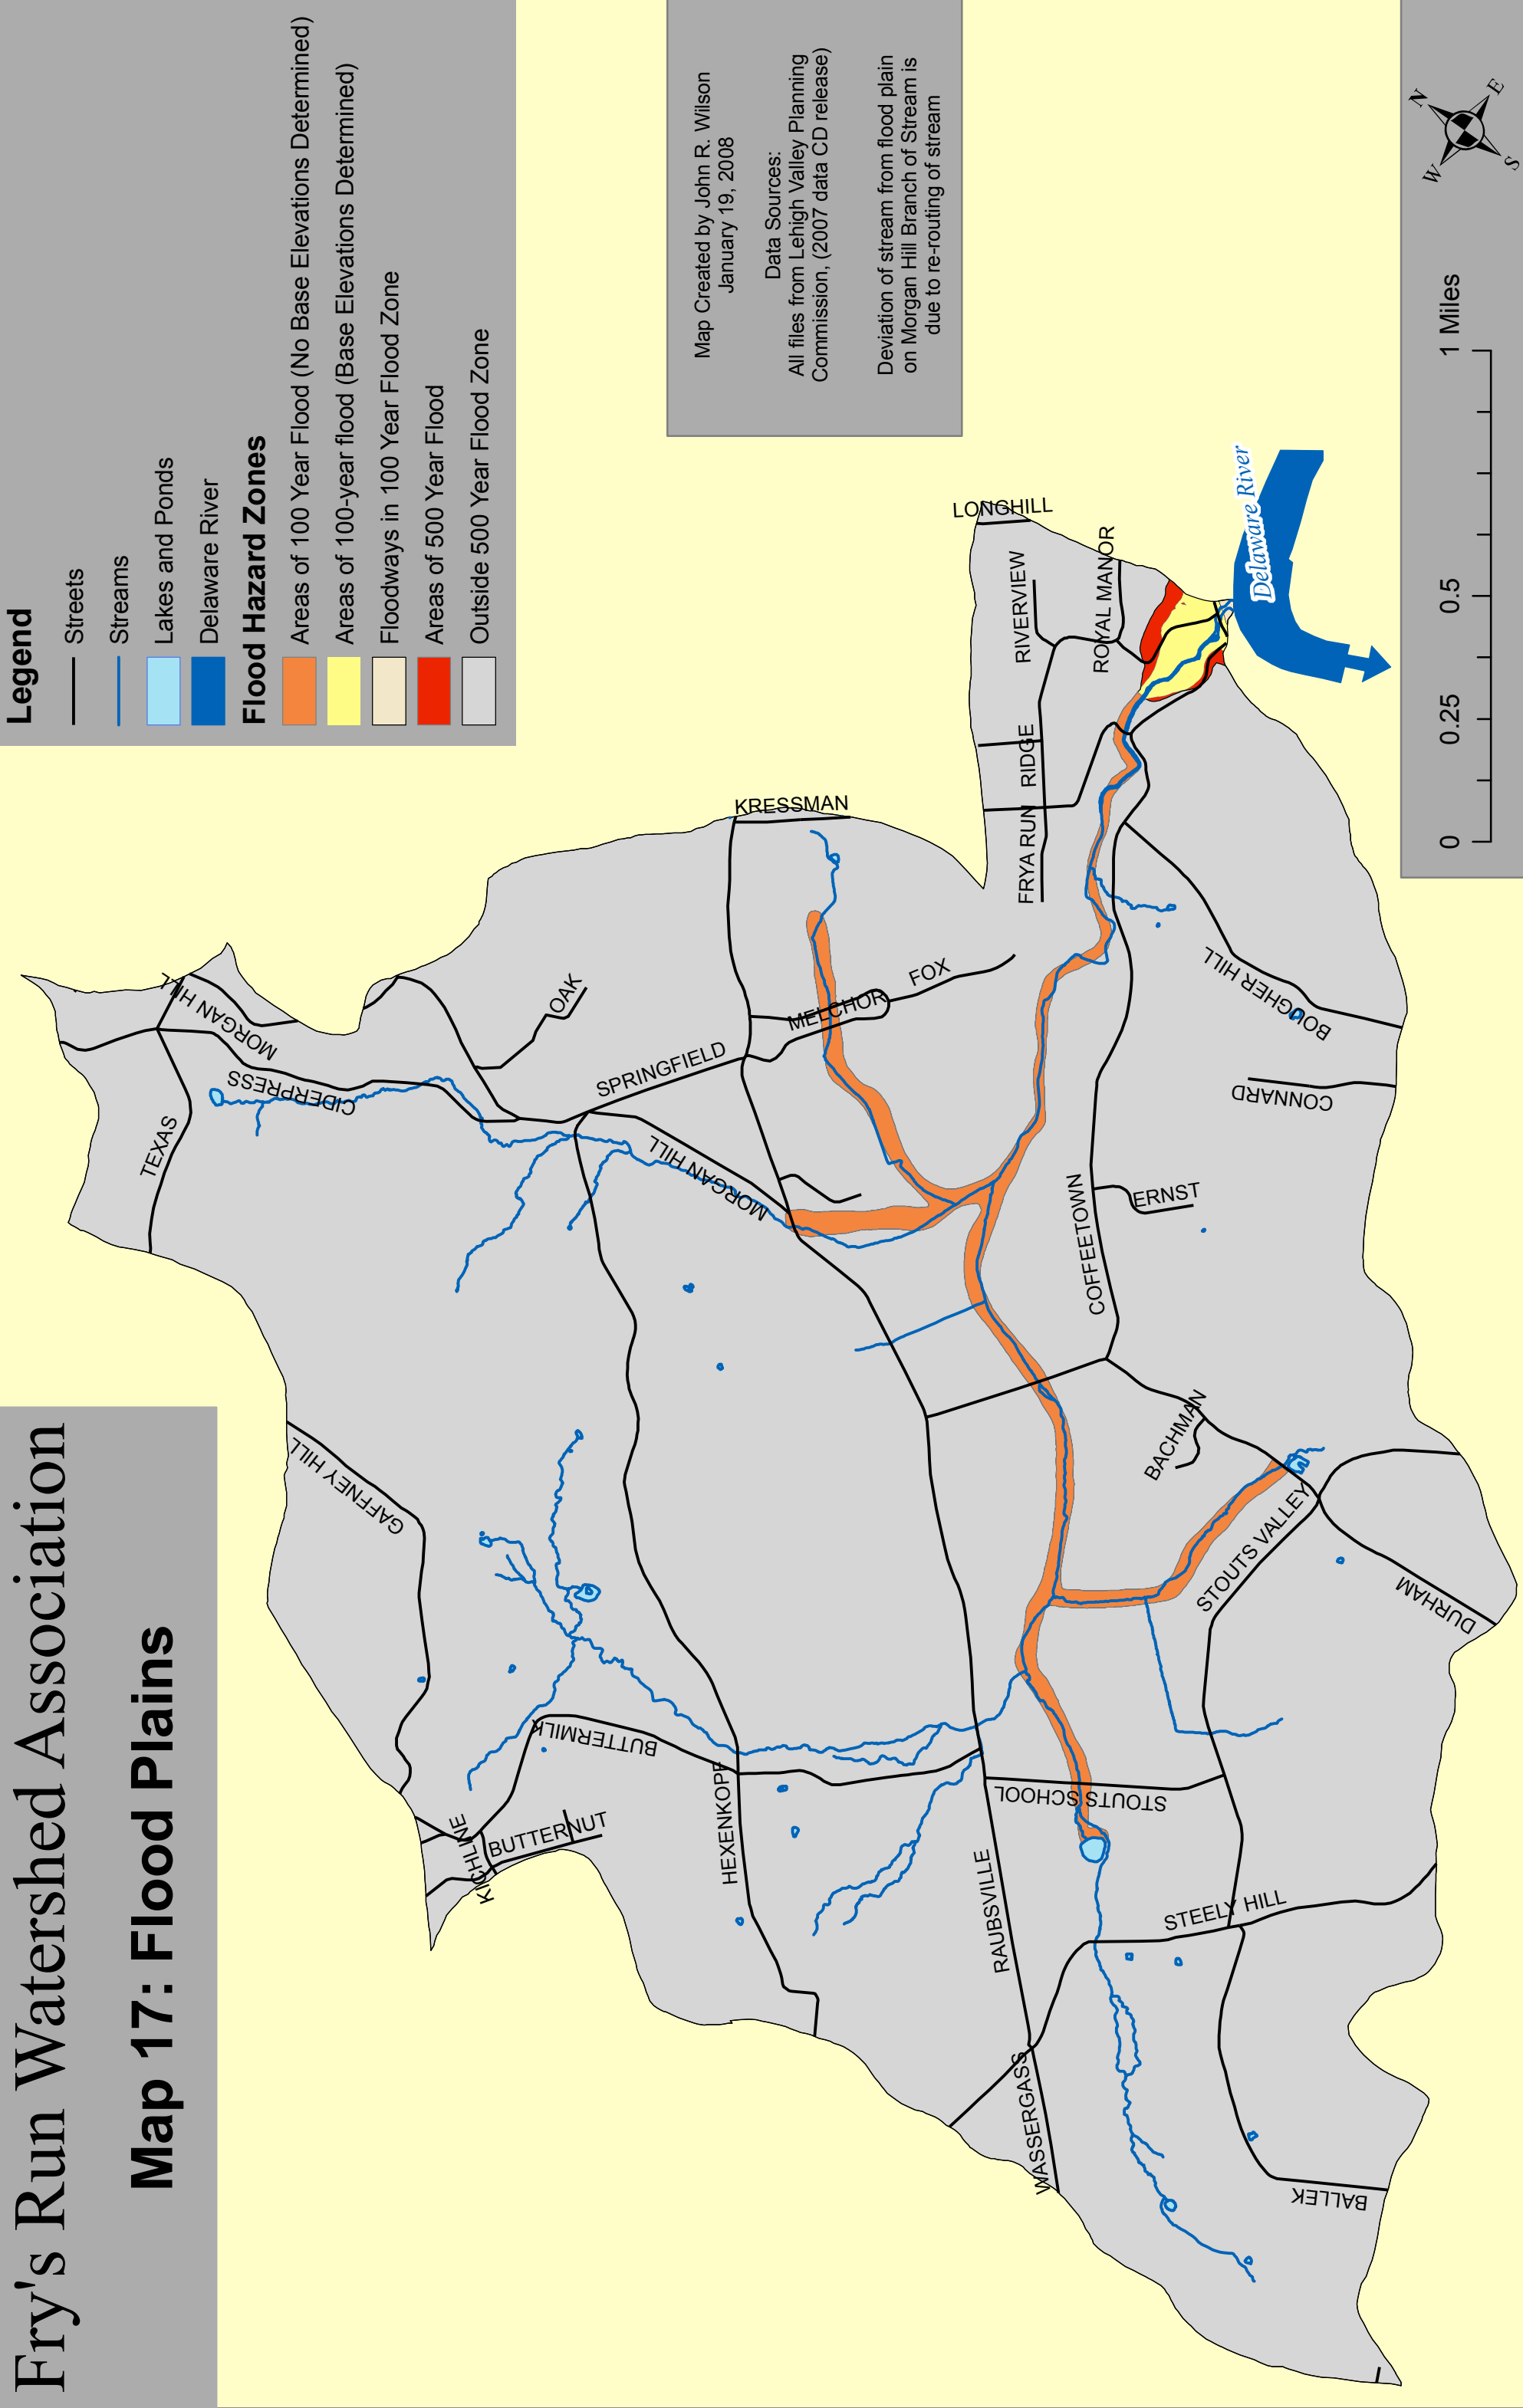 Fry's Run Watershed Association
Map 17: Flood Plains
Legend
Streets
Streams
Lakes and Ponds
Delaware River
Flood Hazard Zones
Areas of 100 Year Flood (No Base Elevations Determined)
Areas of 100-year flood (Base Elevations Determined)
Floodways in 100 Year Flood Zone
Areas of 500 Year Flood
Outside 500 Year Flood Zone
Map Created by John R. Wilson
January 19, 2008
Data Sources:
All files from Lehigh Valley Planning
Commission, (2007 data CD release)
Deviation of stream from flood plain
on Morgan Hill Branch of Stream is
due to re-routing of stream
TEXAS
MORGAN HILL
CIDERPRESS
GAFFNEY HILL
OAK
KICHLINE
BUTTERNUT
BUTTERMILK
SPRINGFIELD
MORGAN HILL
KRESSMAN
HEXENKOPF
MELCHOR
FOX
LONGHILL
RIVERVIEW
ROYAL MANOR
RIDGE
FRYA RUN
Delaware River
RAUBSVILLE
STOUTS SCHOOL
WASSERGASS
COFFEETOWN
ERNST
BACHMAN
STOUTS VALLEY
STEELY HILL
BOUGHER HILL
CONNARD
DURHAM
BALLEK
0 0.25 0.5 1 Miles
N
E
S
W